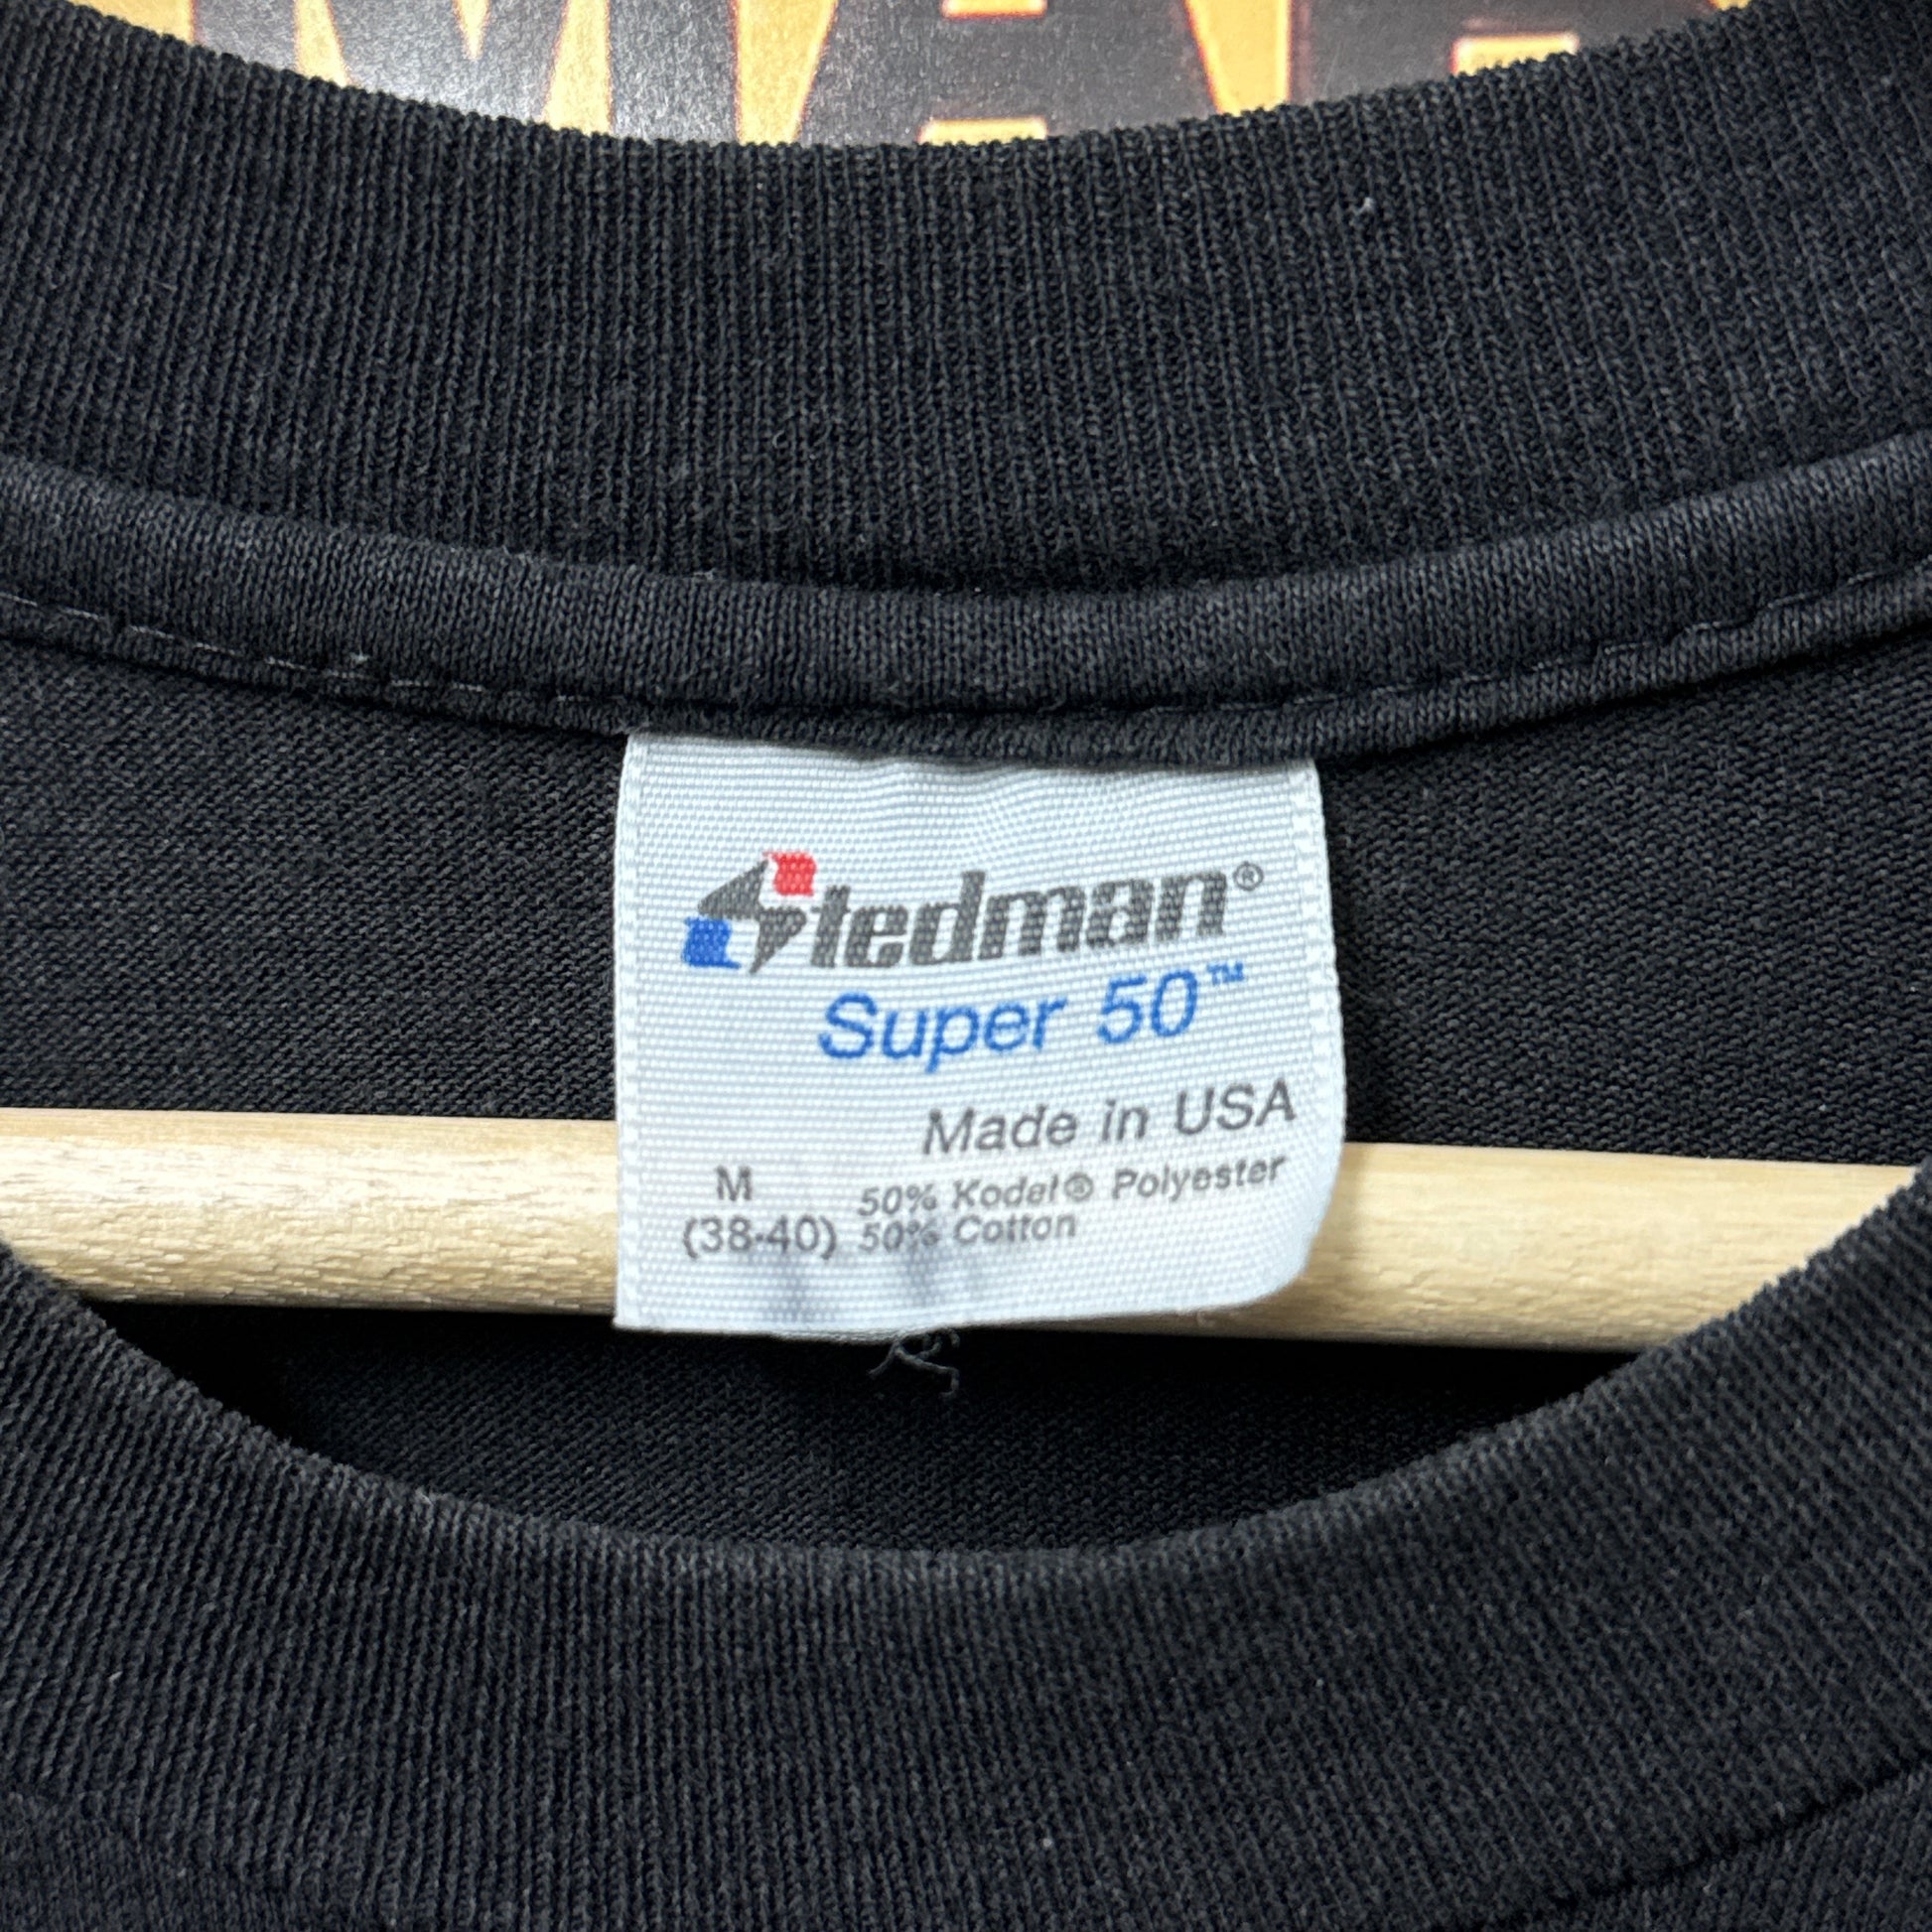 Stedman®
Super 50™
Made in USA
M
50% Kodel® Polyester
(38-40) 50% Cotton